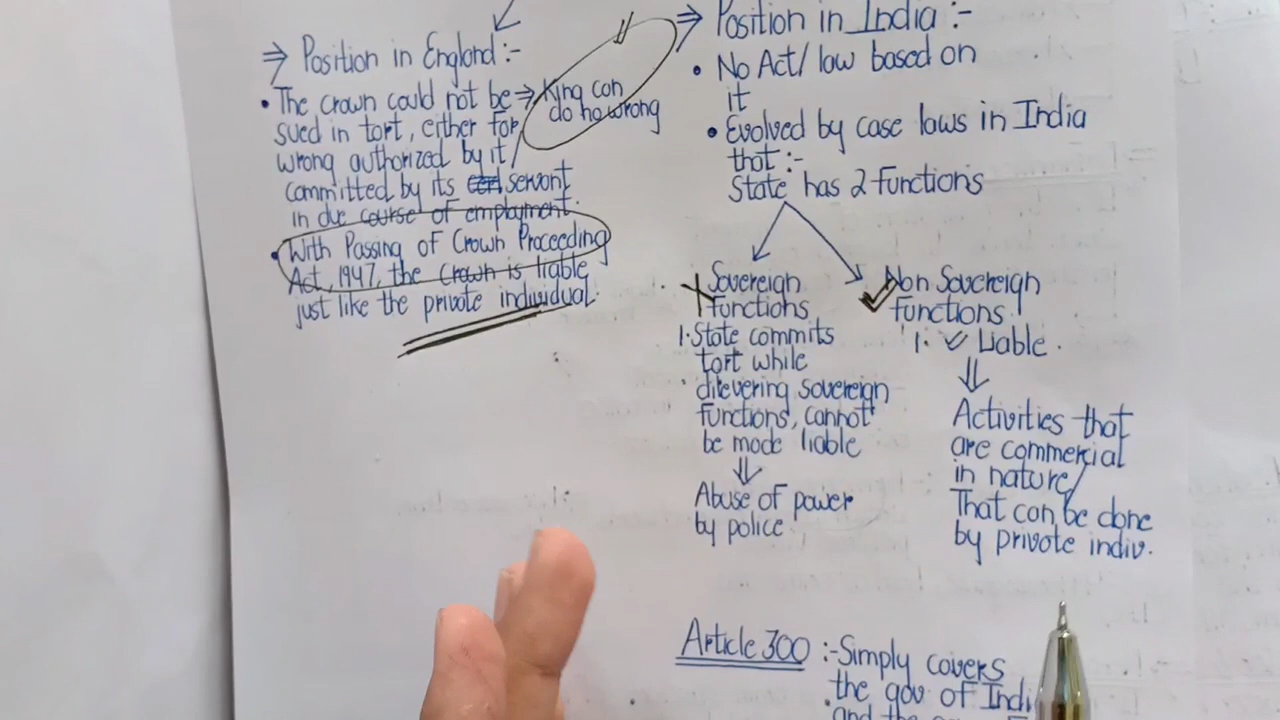 ⇒ Position in England :-
• The crown could not be ⇒ King can
do no wrong
sued in tort, either for
wrong authorized by it /
committed by its servant
in due course of employment.
• With Passing of Crown Proceeding
Act, 1947, the Crown is liable
just like the private individual.
⇒ Position in India :-
• No Act / law based on
it
• Evolved by case laws in India
that :-
State has 2 Functions
Sovereign
Functions
1. State commits
tort while
dilevering sovereign
Functions, cannot
be made liable
⇓
Abuse of power
by police.
Non Sovereign
Functions.
1. ✓ Liable.
⇓
Activities that
are commercial
in nature /
That can be done
by private indiv.
Article 300 :- Simply covers
the gov of Indi
and the